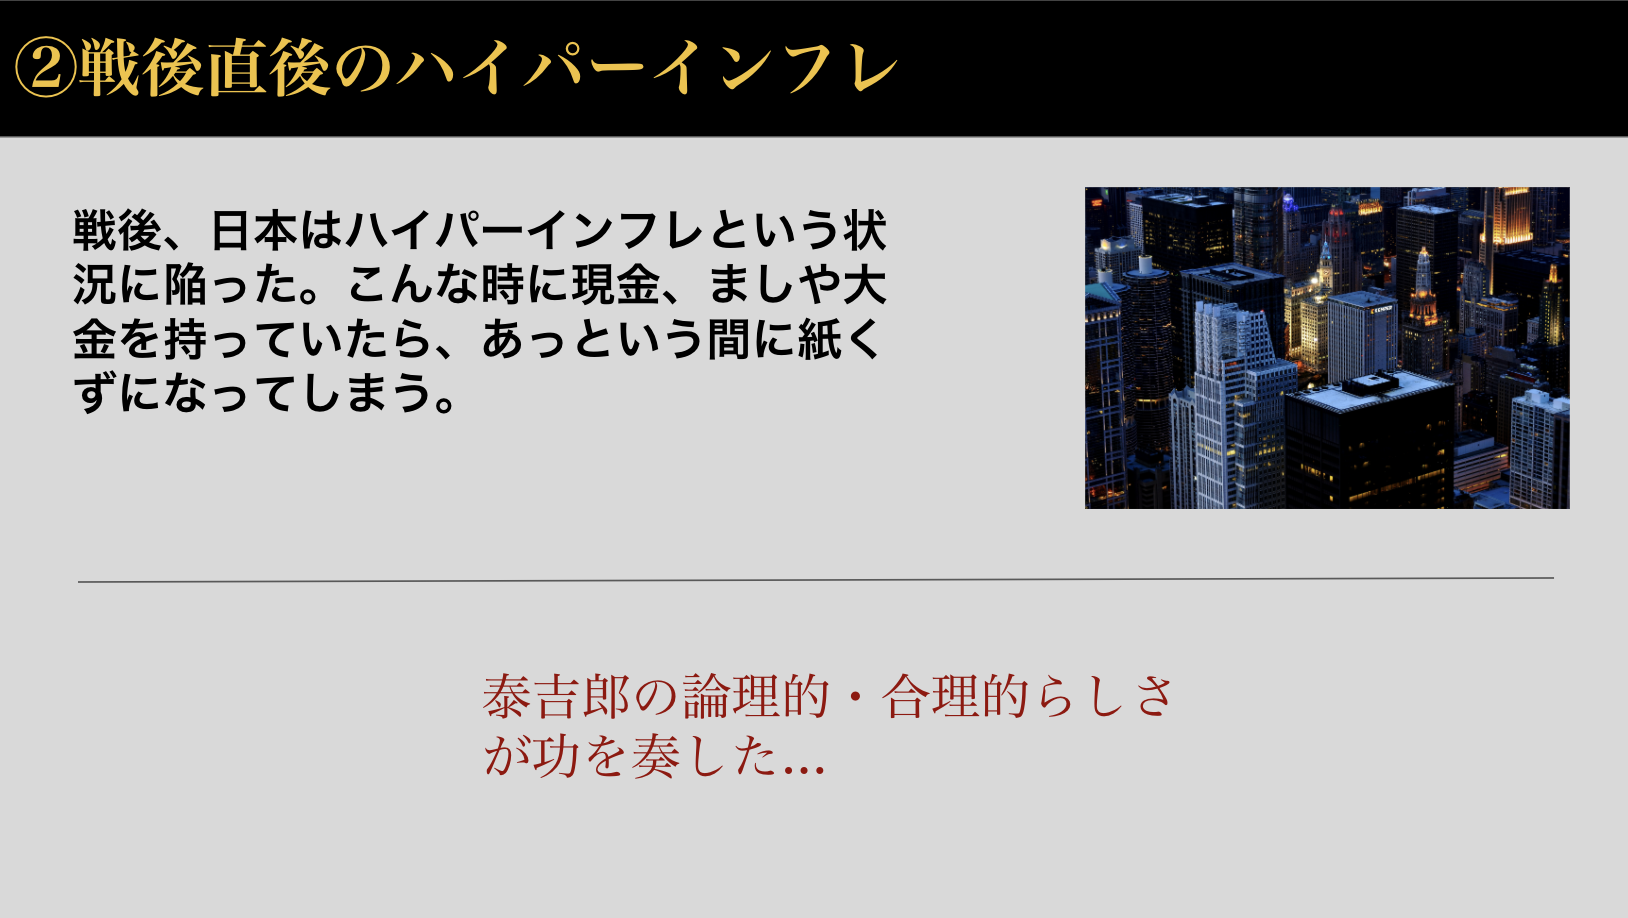 ②戦後直後のハイパーインフレ
戦後、日本はハイパーインフレという状
況に陥った。こんな時に現金、ましや大
金を持っていたら、あっという間に紙く
ずになってしまう。
泰吉郎の論理的・合理的らしさ
が功を奏した...